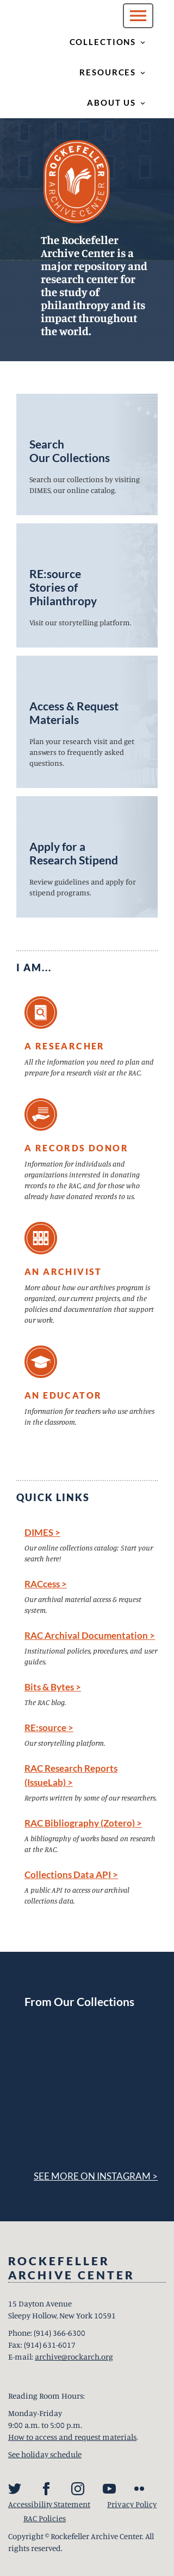 COLLECTIONS
RESOURCES
ABOUT US
ROCKEFELLER
ARCHIVE CENTER
The Rockefeller
Archive Center is a
major repository and
research center for
the study of
philanthropy and its
impact throughout
the world.
Search
Our Collections
Search our collections by visiting
DIMES, our online catalog.
RE:source
Stories of
Philanthropy
Visit our storytelling platform.
Access & Request
Materials
Plan your research visit and get
answers to frequently asked
questions.
Apply for a
Research Stipend
Review guidelines and apply for
stipend programs.
I AM...
A RESEARCHER
All the information you need to plan and
prepare for a research visit at the RAC.
A RECORDS DONOR
Information for individuals and
organizations interested in donating
records to the RAC, and for those who
already have donated records to us.
AN ARCHIVIST
More about how our archives program is
organized, our current projects, and the
policies and documentation that support
our work.
AN EDUCATOR
Information for teachers who use archives
in the classroom.
QUICK LINKS
DIMES >
Our online collections catalog: Start your
search here!
RACcess >
Our archival material access & request
system.
RAC Archival Documentation >
Institutional policies, procedures, and user
guides.
Bits & Bytes >
The RAC blog.
RE:source >
Our storytelling platform.
RAC Research Reports
(IssueLab) >
Reports written by some of our researchers.
RAC Bibliography (Zotero) >
A bibliography of works based on research
at the RAC.
Collections Data API >
A public API to access our archival
collections data.
From Our Collections
SEE MORE ON INSTAGRAM >
ROCKEFELLER
ARCHIVE CENTER
15 Dayton Avenue
Sleepy Hollow, New York 10591
Phone: (914) 366-6300
Fax: (914) 631-6017
E-mail: archive@rockarch.org
Reading Room Hours:
Monday-Friday
9:00 a.m. to 5:00 p.m.
How to access and request materials.
See holiday schedule
Accessibility Statement Privacy Policy
RAC Policies
Copyright © Rockefeller Archive Center. All
rights reserved.